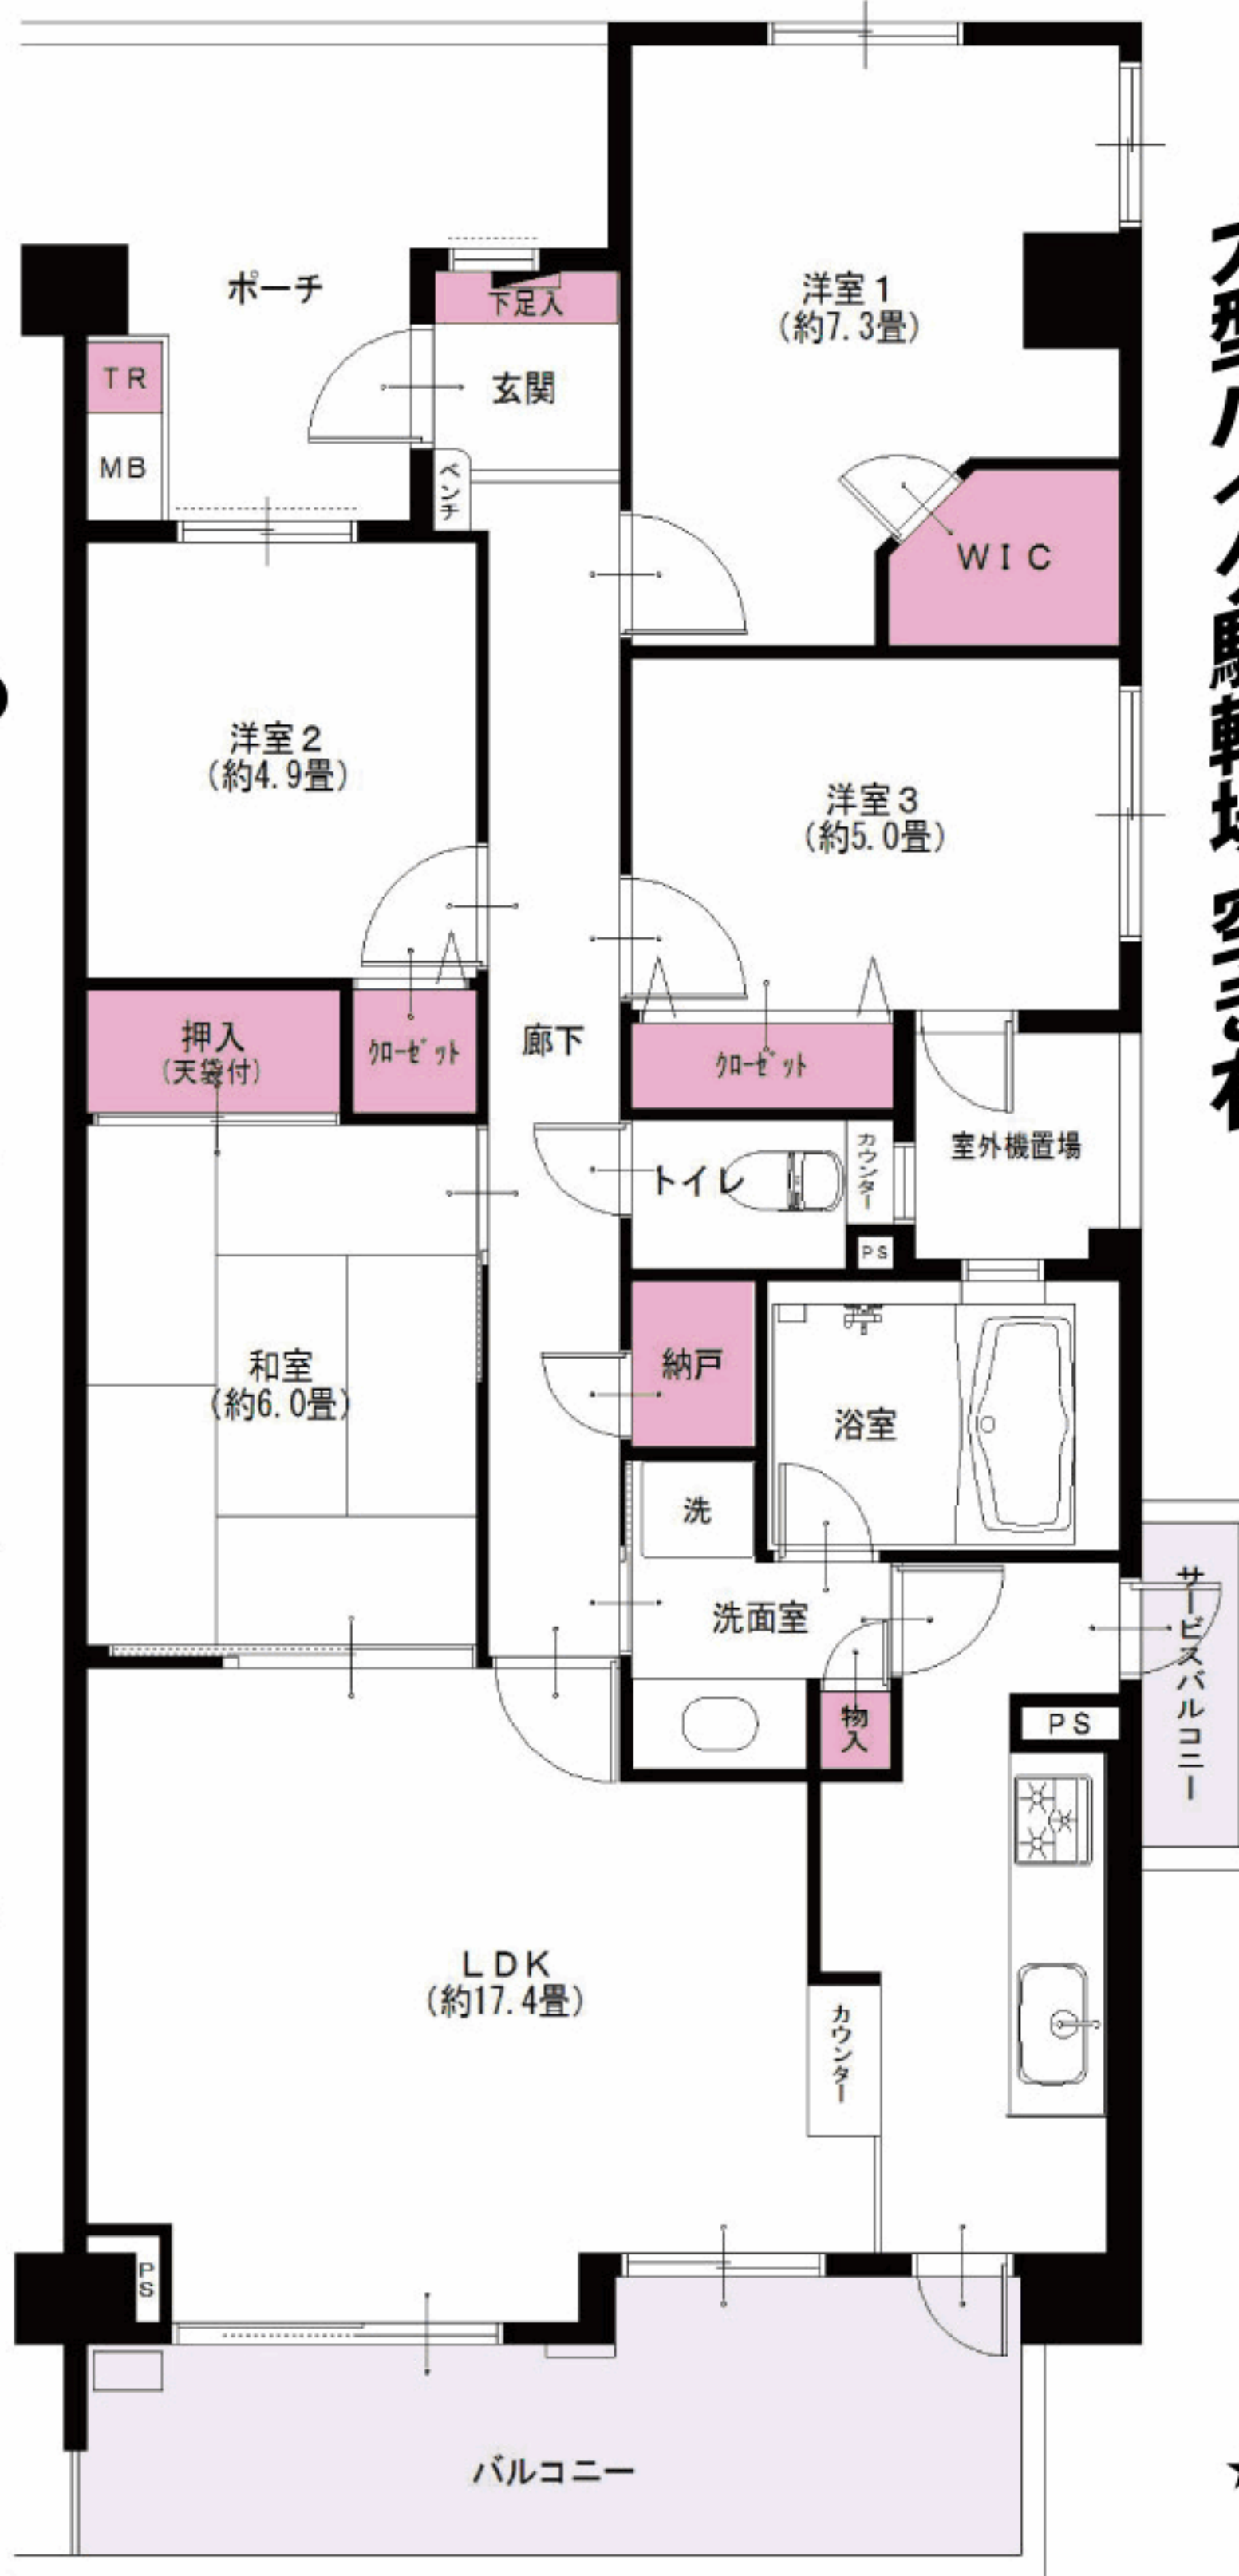 ポーチ
下足入
洋室1
(約7.3畳)
TR
玄関
MB
ベンチ
WIC
洋室2
(約4.9畳)
洋室3
(約5.0畳)
押入
(天袋付)
クローゼット
廊下
クローゼット
トイレ
カウンター
室外機置場
PS
和室
(約6.0畳)
納戸
浴室
洗
洗面室
サービスバルコニー
物入
PS
LDK
(約17.4畳)
カウンター
PS
バルコニー
★